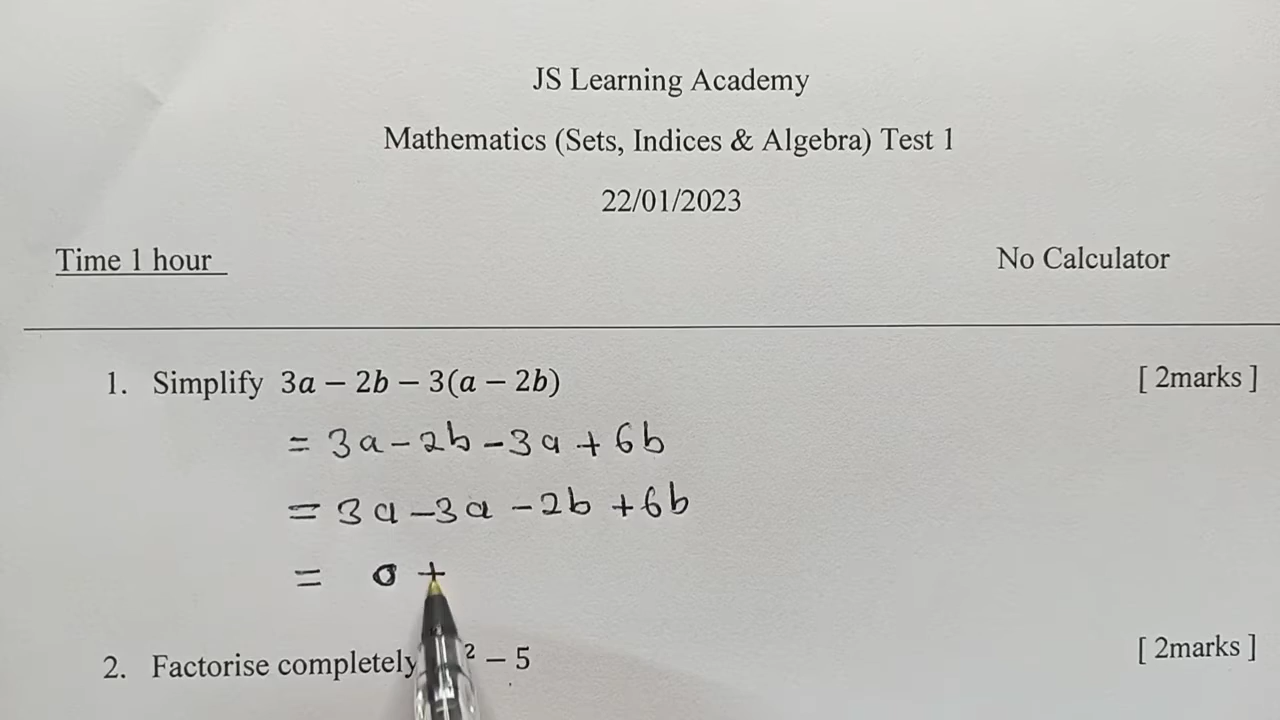 JS Learning Academy
Mathematics (Sets, Indices & Algebra) Test 1
22/01/2023
Time 1 hour No Calculator
1. Simplify 3a − 2b − 3(a − 2b) [ 2marks ]
= 3a − 2b − 3a + 6b
= 3a − 3a − 2b + 6b
= 0 +
2. Factorise completely ² − 5 [ 2marks ]